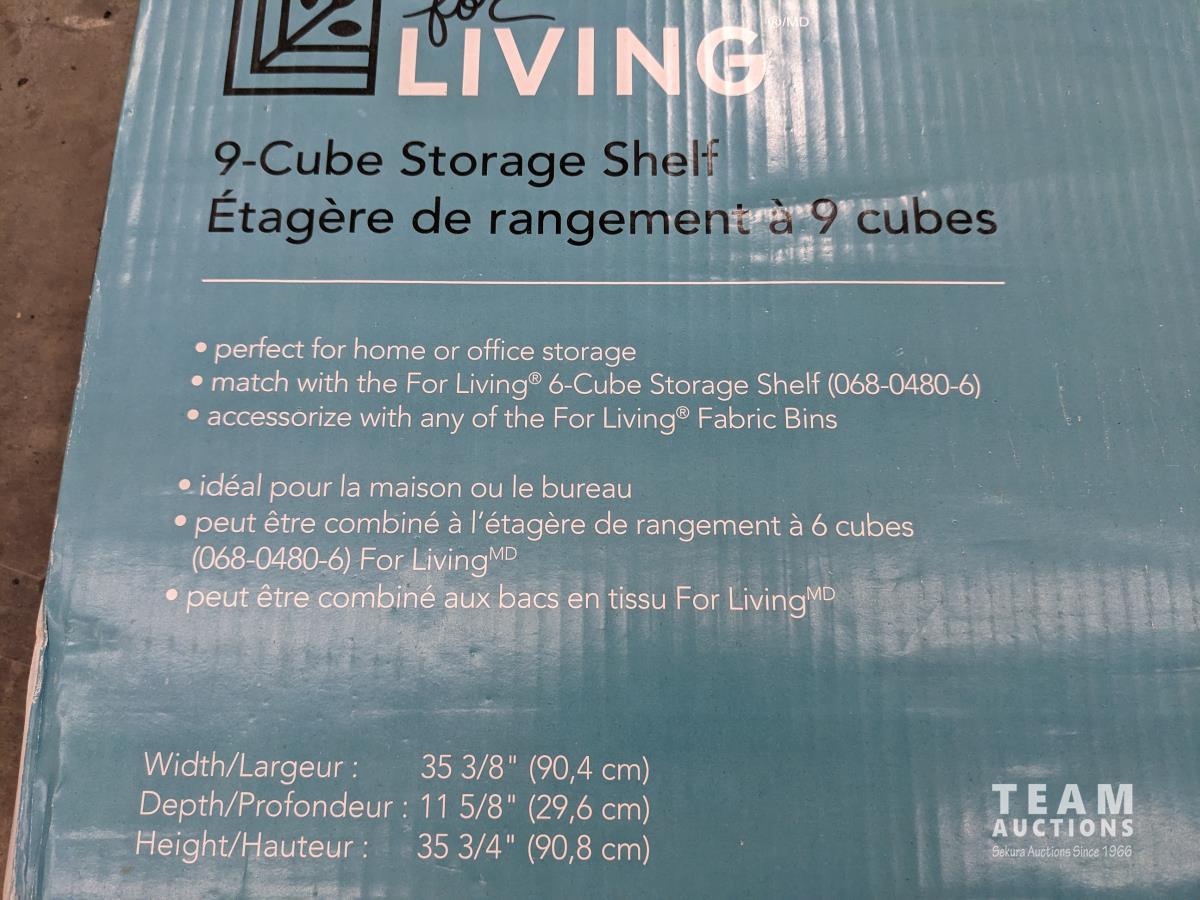 for
LIVING ®/MD
9-Cube Storage Shelf
Étagère de rangement à 9 cubes
• perfect for home or office storage
• match with the For Living® 6-Cube Storage Shelf (068-0480-6)
• accessorize with any of the For Living® Fabric Bins
• idéal pour la maison ou le bureau
• peut être combiné à l'étagère de rangement à 6 cubes
(068-0480-6) For LivingMD
• peut être combiné aux bacs en tissu For LivingMD
Width/Largeur : 35 3/8" (90,4 cm)
Depth/Profondeur : 11 5/8" (29,6 cm)
Height/Hauteur : 35 3/4" (90,8 cm)
TEAM
AUCTIONS
Sekura Auctions Since 1966